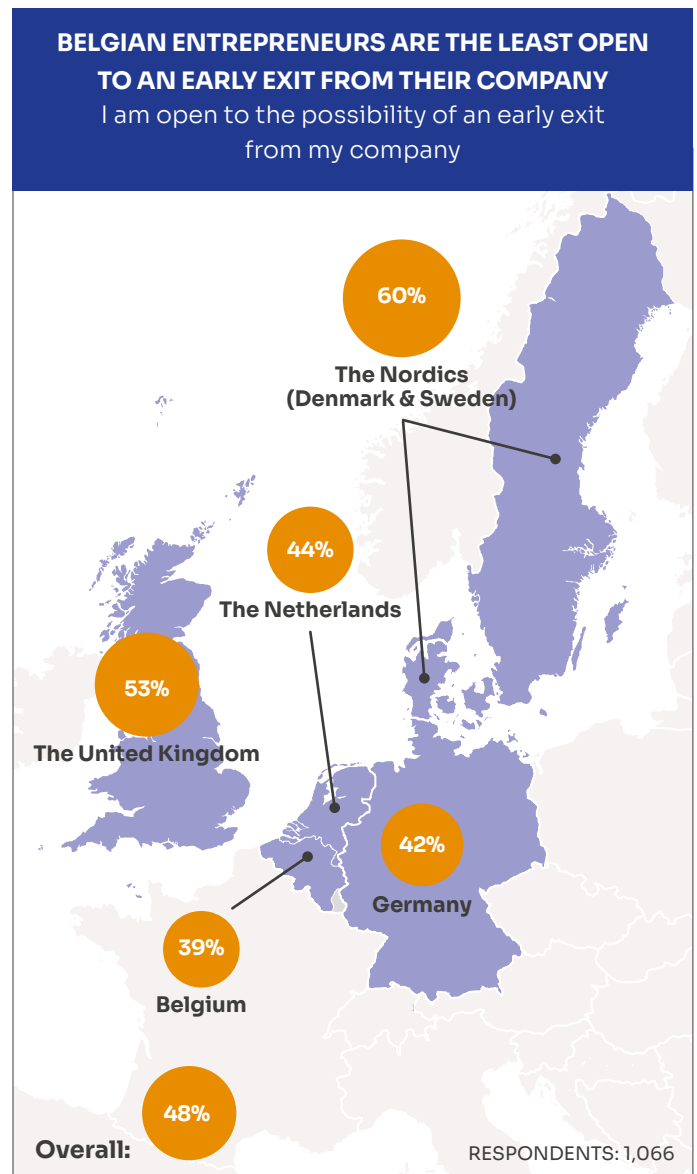 BELGIAN ENTREPRENEURS ARE THE LEAST OPEN
TO AN EARLY EXIT FROM THEIR COMPANY
I am open to the possibility of an early exit
from my company
60%
The Nordics
(Denmark & Sweden)
44%
The Netherlands
53%
The United Kingdom
42%
Germany
39%
Belgium
48%
Overall:
RESPONDENTS: 1,066